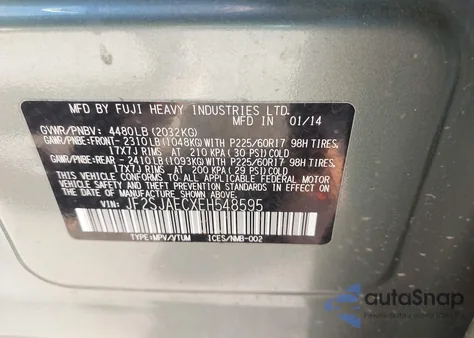 MFD BY FUJI HEAVY INDUSTRIES LTD.
MFD IN 01/14
GVWR/PNBV: 4480LB (2032KG)
GAWR/PNBE:FRONT- 2310LB (1048KG) WITH P225/60R17 98H TIRES,
17X7J RIMS AT 210 KPA (30 PSI) COLD
GAWR/PNBE:REAR - 2410LB (1093KG) WITH P225/60R17 98H TIRES,
17X7J RIMS AT 200 KPA (29 PSI) COLD
THIS VEHICLE CONFORMS TO ALL APPLICABLE FEDERAL MOTOR
VEHICLE SAFETY, BUMPER AND THEFT PREVENTION STANDARDS
IN EFFECT ON THE DATE OF MANUFACTURE SHOWN ABOVE.
VIN: JF2SJAECXEH548595
TYPE:MPV/VTUM ICES/NMB-002
autaSnap